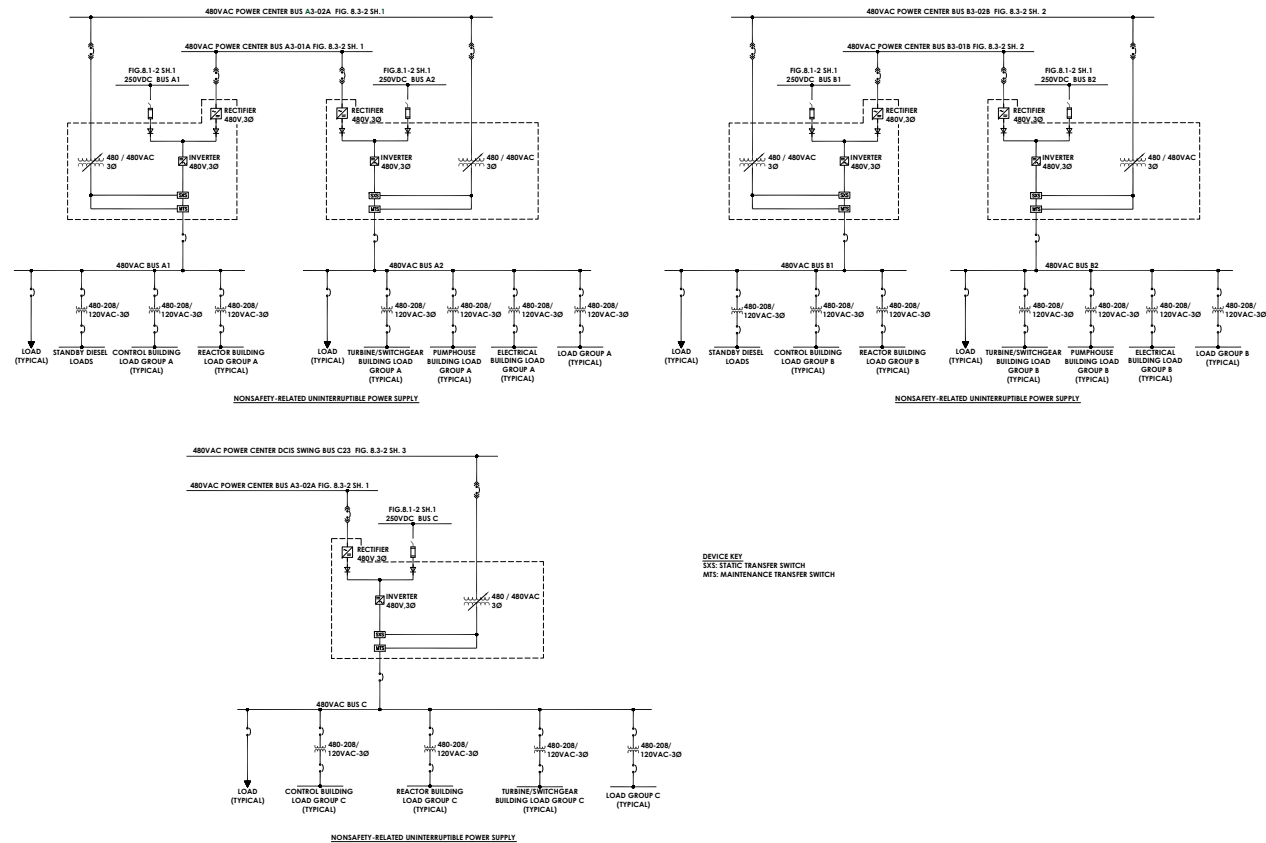 480VAC POWER CENTER BUS A3-02A FIG. 8.3-2 SH.1
480VAC POWER CENTER BUS A3-01A FIG. 8.3-2 SH. 1
FIG.8.1-2 SH.1
250VDC BUS A1
FIG.8.1-2 SH.1
250VDC BUS A2
RECTIFIER
480V,3Ø
RECTIFIER
480V,3Ø
480 / 480VAC
3Ø
INVERTER
480V,3Ø
INVERTER
480V,3Ø
480 / 480VAC
3Ø
SXS
MTS
SXS
MTS
480VAC BUS A1
480VAC BUS A2
480-208/
120VAC-3Ø
480-208/
120VAC-3Ø
480-208/
120VAC-3Ø
480-208/
120VAC-3Ø
480-208/
120VAC-3Ø
480-208/
120VAC-3Ø
480-208/
120VAC-3Ø
LOAD
(TYPICAL)
STANDBY DIESEL
LOADS
CONTROL BUILDING
LOAD GROUP A
(TYPICAL)
REACTOR BUILDING
LOAD GROUP A
(TYPICAL)
LOAD
(TYPICAL)
TURBINE/SWITCHGEAR
BUILDING LOAD
GROUP A
(TYPICAL)
PUMPHOUSE
BUILDING LOAD
GROUP A
(TYPICAL)
ELECTRICAL
BUILDING LOAD
GROUP A
(TYPICAL)
LOAD GROUP A
(TYPICAL)
NONSAFETY-RELATED UNINTERRUPTIBLE POWER SUPPLY
480VAC POWER CENTER BUS B3-02B FIG. 8.3-2 SH. 2
480VAC POWER CENTER BUS B3-01B FIG. 8.3-2 SH. 2
FIG.8.1-2 SH.1
250VDC BUS B1
FIG.8.1-2 SH.1
250VDC BUS B2
RECTIFIER
480V,3Ø
RECTIFIER
480V,3Ø
480 / 480VAC
3Ø
INVERTER
480V,3Ø
INVERTER
480V,3Ø
480 / 480VAC
3Ø
SXS
MTS
SXS
MTS
480VAC BUS B1
480VAC BUS B2
480-208/
120VAC-3Ø
480-208/
120VAC-3Ø
480-208/
120VAC-3Ø
480-208/
120VAC-3Ø
480-208/
120VAC-3Ø
480-208/
120VAC-3Ø
480-208/
120VAC-3Ø
LOAD
(TYPICAL)
STANDBY DIESEL
LOADS
CONTROL BUILDING
LOAD GROUP B
(TYPICAL)
REACTOR BUILDING
LOAD GROUP B
(TYPICAL)
LOAD
(TYPICAL)
TURBINE/SWITCHGEAR
BUILDING LOAD
GROUP B
(TYPICAL)
PUMPHOUSE
BUILDING LOAD
GROUP B
(TYPICAL)
ELECTRICAL
BUILDING LOAD
GROUP B
(TYPICAL)
LOAD GROUP B
(TYPICAL)
NONSAFETY-RELATED UNINTERRUPTIBLE POWER SUPPLY
480VAC POWER CENTER DCIS SWING BUS C23 FIG. 8.3-2 SH. 3
480VAC POWER CENTER BUS A3-02A FIG. 8.3-2 SH. 1
FIG.8.1-2 SH.1
250VDC BUS C
RECTIFIER
480V,3Ø
INVERTER
480V,3Ø
480 / 480VAC
3Ø
SXS
MTS
480VAC BUS C
480-208/
120VAC-3Ø
480-208/
120VAC-3Ø
480-208/
120VAC-3Ø
480-208/
120VAC-3Ø
LOAD
(TYPICAL)
CONTROL BUILDING
LOAD GROUP C
(TYPICAL)
REACTOR BUILDING
LOAD GROUP C
(TYPICAL)
TURBINE/SWITCHGEAR
BUILDING LOAD GROUP C
(TYPICAL)
LOAD GROUP C
(TYPICAL)
NONSAFETY-RELATED UNINTERRUPTIBLE POWER SUPPLY
DEVICE KEY
SXS: STATIC TRANSFER SWITCH
MTS: MAINTENANCE TRANSFER SWITCH